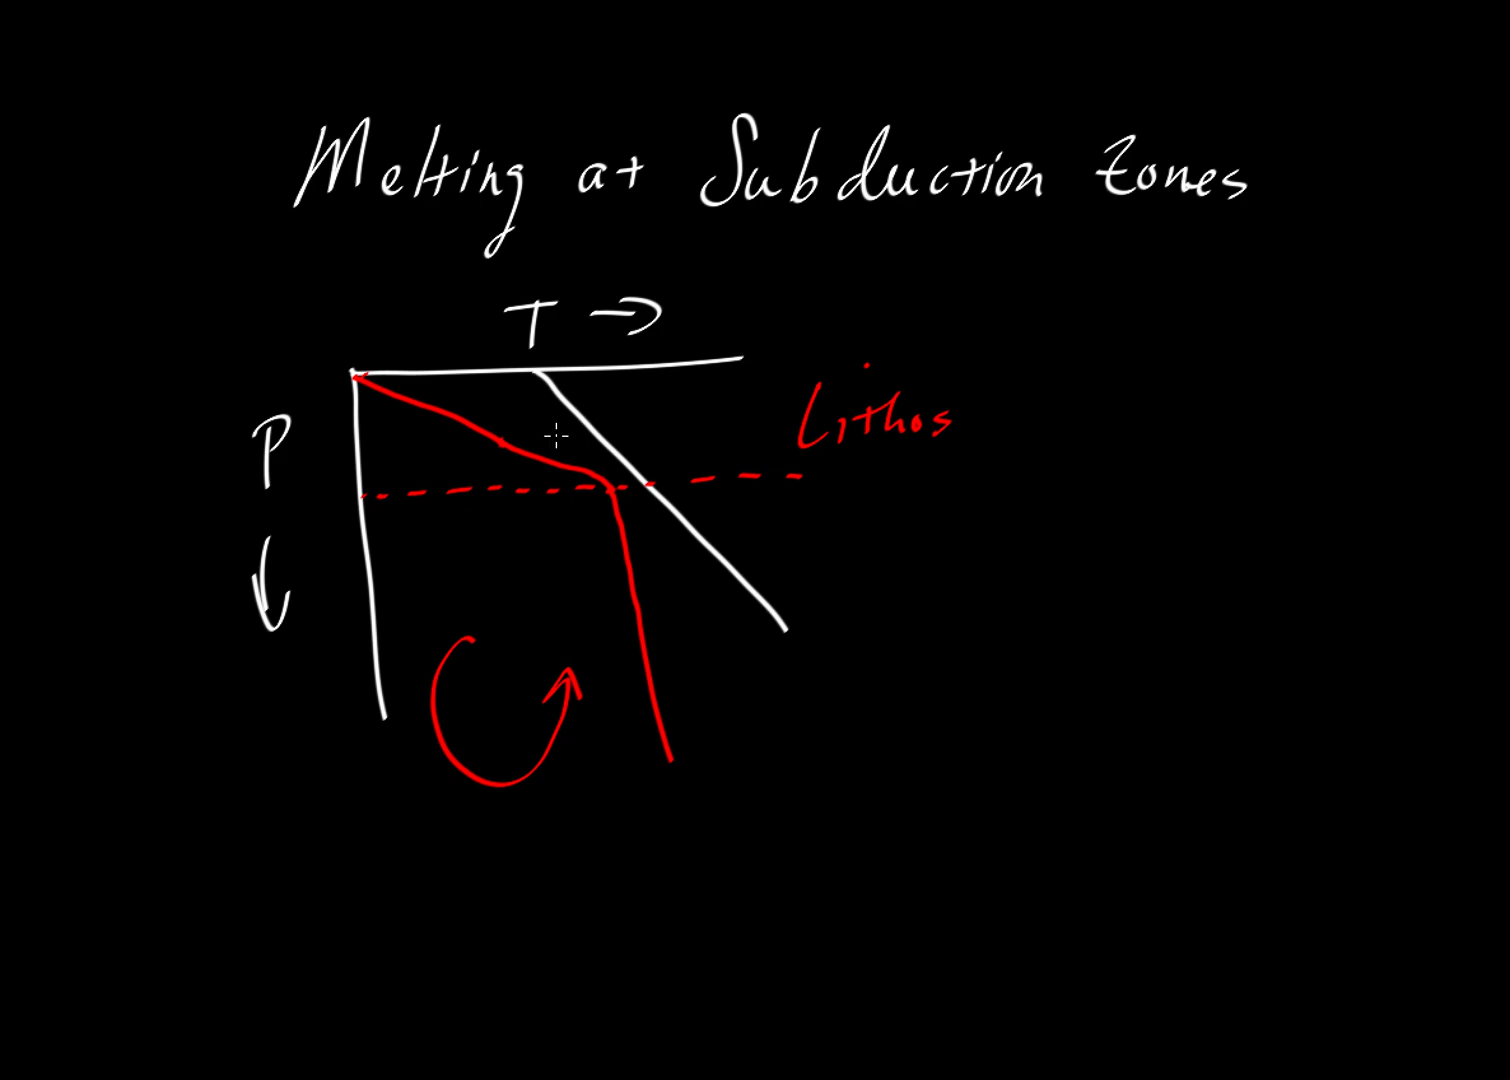 Melting at Subduction zones
T →
Lithos
P
↓